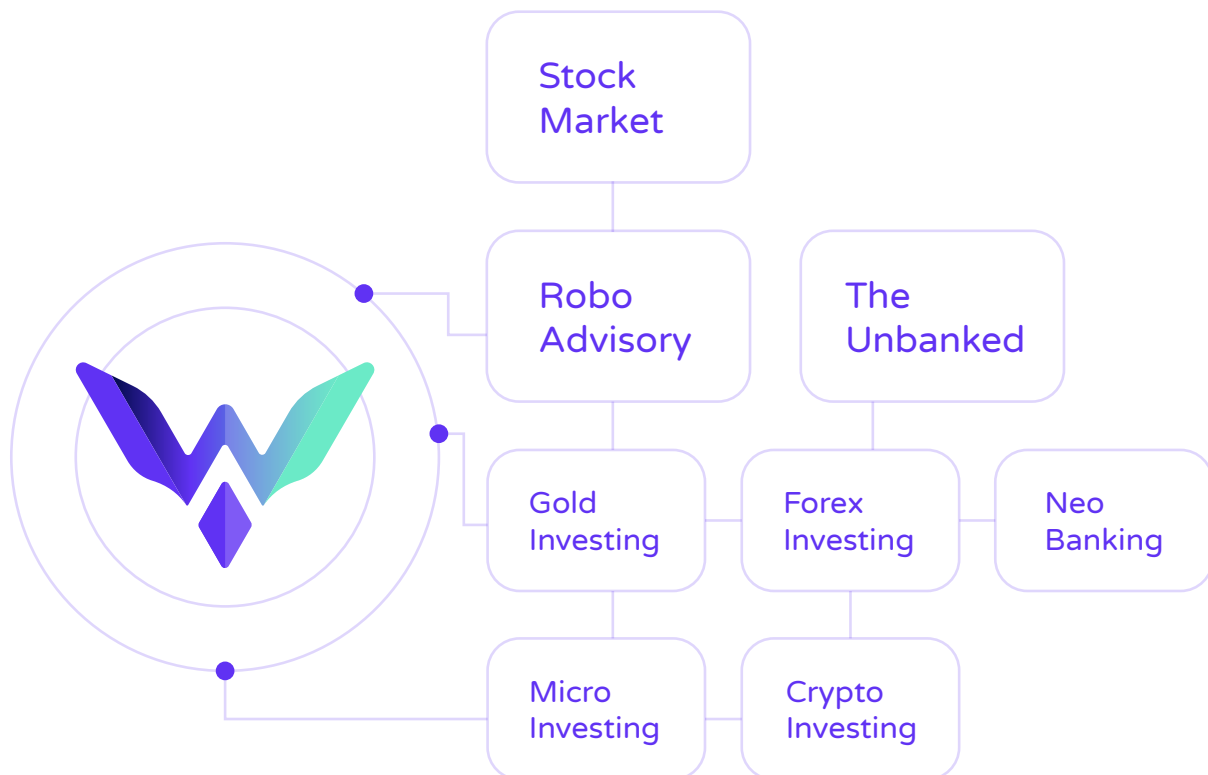 Stock
Market
Robo
Advisory
The
Unbanked
Gold
Investing
Forex
Investing
Neo
Banking
Micro
Investing
Crypto
Investing